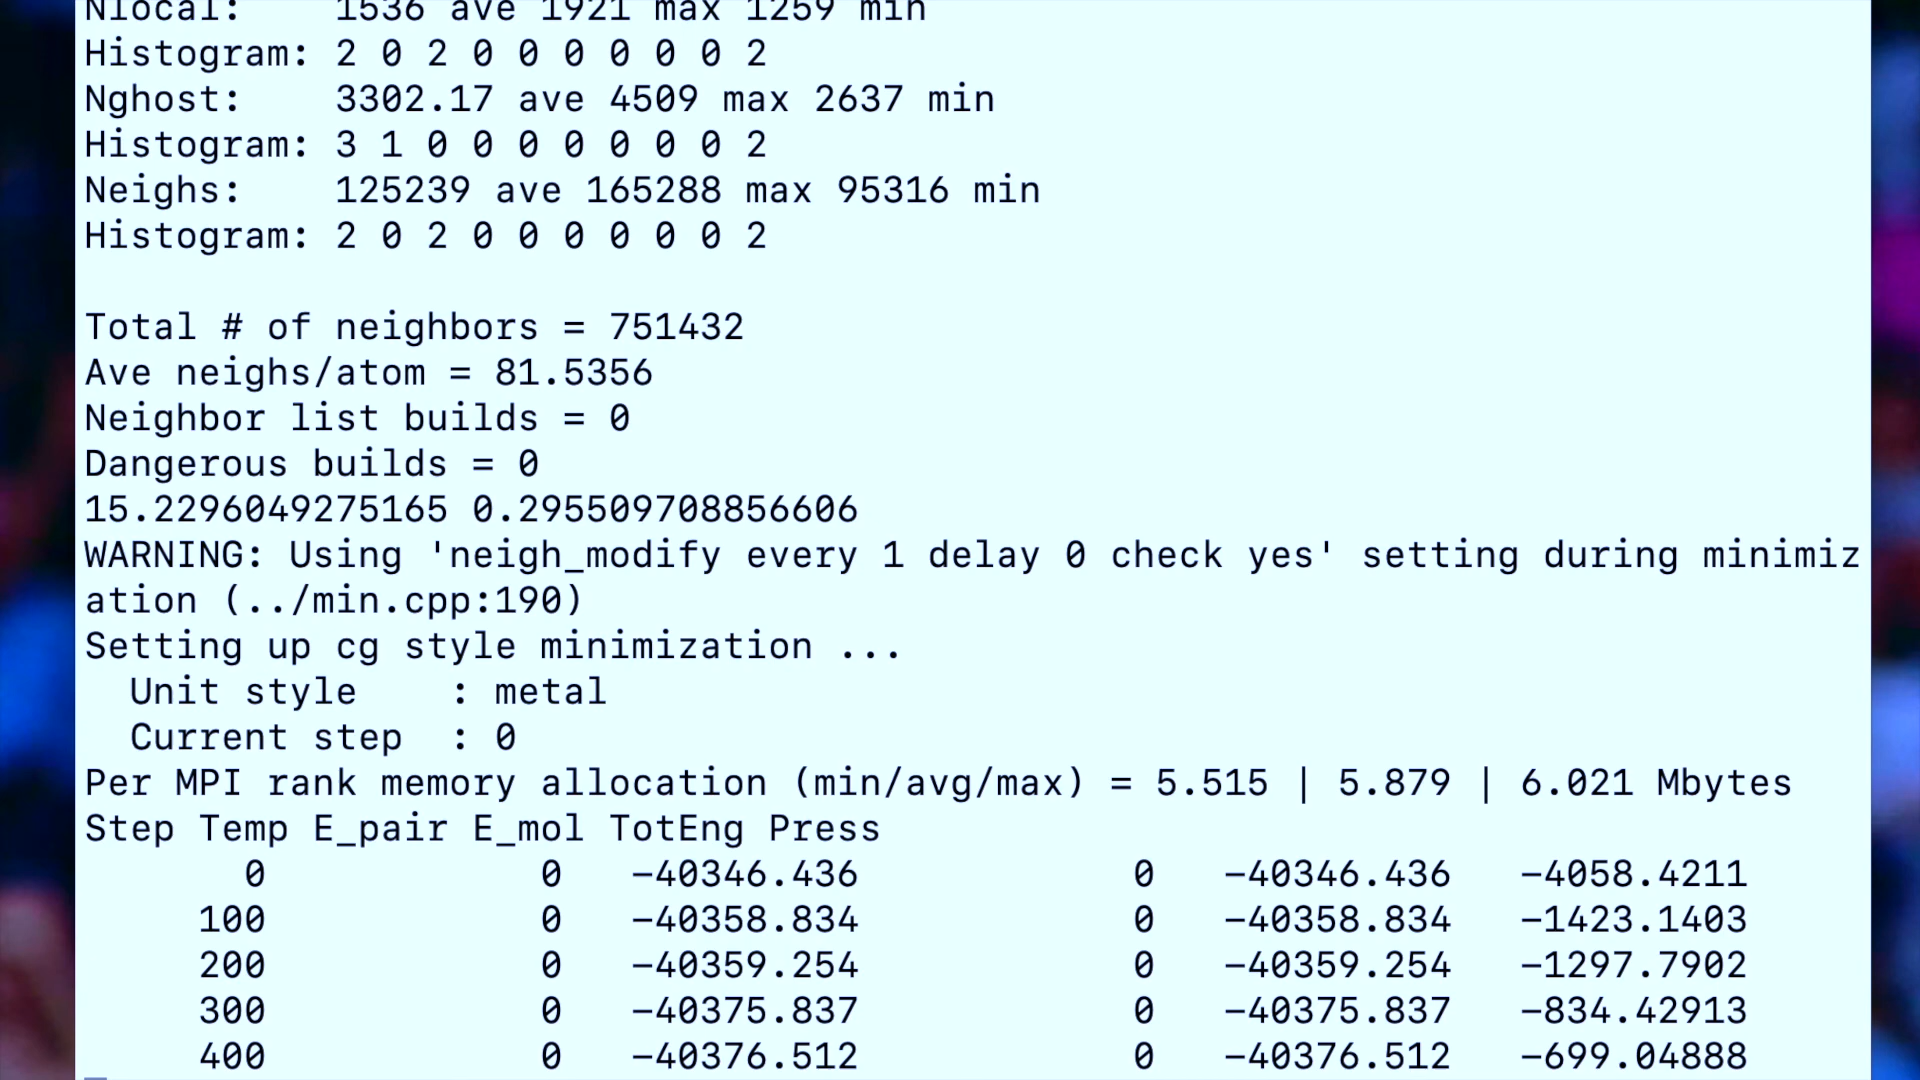 Nlocal:    1536 ave 1921 max 1259 min
Histogram: 2 0 2 0 0 0 0 0 0 2
Nghost:    3302.17 ave 4509 max 2637 min
Histogram: 3 1 0 0 0 0 0 0 0 2
Neighs:    125239 ave 165288 max 95316 min
Histogram: 2 0 2 0 0 0 0 0 0 2

Total # of neighbors = 751432
Ave neighs/atom = 81.5356
Neighbor list builds = 0
Dangerous builds = 0
15.2296049275165 0.295509708856606
WARNING: Using 'neigh_modify every 1 delay 0 check yes' setting during minimiz
ation (../min.cpp:190)
Setting up cg style minimization ...
  Unit style    : metal
  Current step  : 0
Per MPI rank memory allocation (min/avg/max) = 5.515 | 5.879 | 6.021 Mbytes
Step Temp E_pair E_mol TotEng Press
       0            0   -40346.436            0   -40346.436   -4058.4211
     100            0   -40358.834            0   -40358.834   -1423.1403
     200            0   -40359.254            0   -40359.254   -1297.7902
     300            0   -40375.837            0   -40375.837   -834.42913
     400            0   -40376.512            0   -40376.512   -699.04888